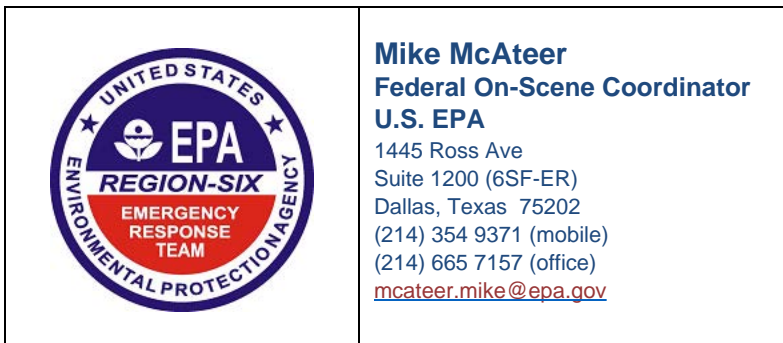 UNITED STATES
EPA
REGION-SIX
EMERGENCY
RESPONSE
TEAM
ENVIRONMENTAL PROTECTION AGENCY
Mike McAteer
Federal On-Scene Coordinator
U.S. EPA
1445 Ross Ave
Suite 1200 (6SF-ER)
Dallas, Texas  75202
(214) 354 9371 (mobile)
(214) 665 7157 (office)
mcateer.mike@epa.gov